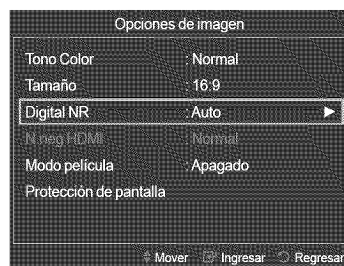 Opciones de imagen
Tono Color : Normal
Tamaño : 16:9
Digital NR : Auto
N.neg HDMI : Normal
Modo película : Apagado
Protección de pantalla
Mover Ingresar Regresar